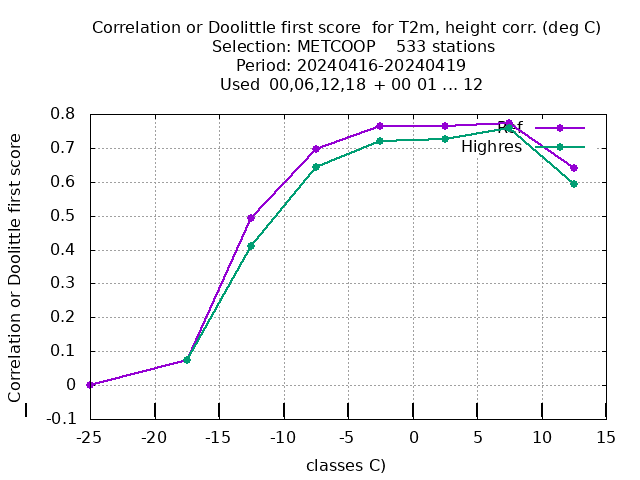 Correlation or Doolittle first score  for T2m, height corr. (deg C)
Selection: METCOOP    533 stations
Period: 20240416-20240419
Used 00,06,12,18 + 00 01 ... 12
Correlation or Doolittle first score
0.8
0.7
0.6
0.5
0.4
0.3
0.2
0.1
0
-0.1
Ref
Highres
-25 -20 -15 -10 -5 0 5 10 15
classes C)